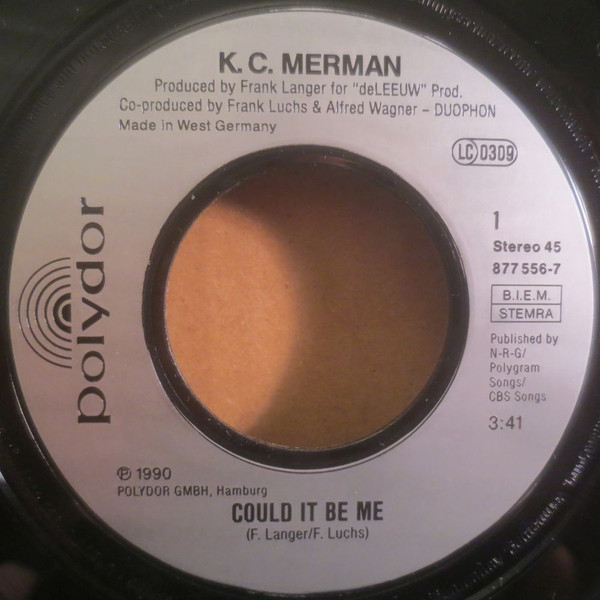 K. C. MERMAN
Produced by Frank Langer for "deLEEUW" Prod.
Co-produced by Frank Luchs & Alfred Wagner – DUOPHON
Made in West Germany
LC 0309
polydor
1
Stereo 45
877 556-7
B.I.E.M.
STEMRA
Published by
N-R-G/
Polygram
Songs/
CBS Songs
3:41
℗ 1990
POLYDOR GMBH, Hamburg
COULD IT BE ME
(F. Langer/F. Luchs)